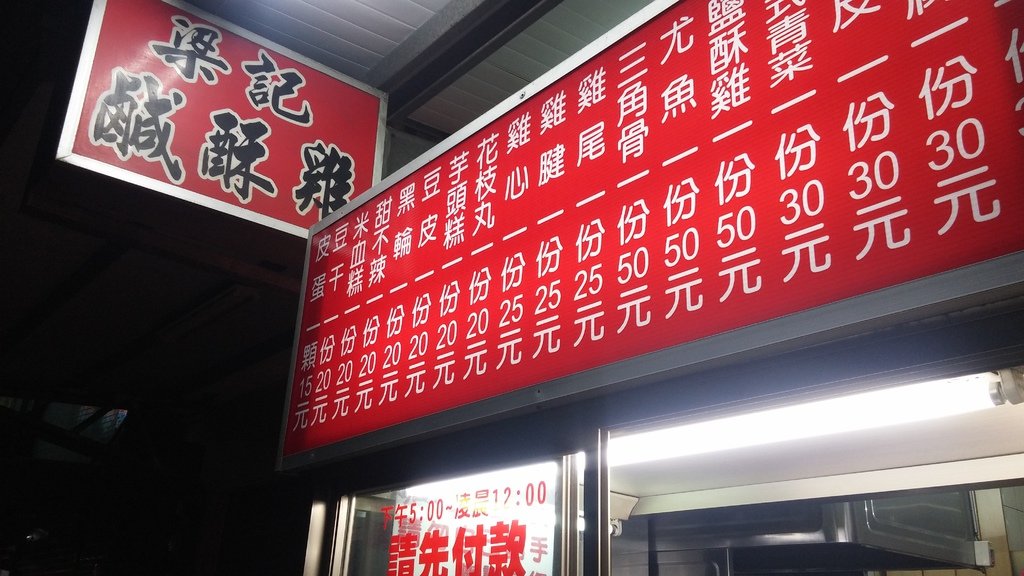 梁記
鹹酥雞
一份30元
皮一份30元
式青菜一份30元
鹽酥雞一份50元
尤魚一份50元
三角骨一份50元
雞尾一份25元
雞腱一份25元
雞心一份25元
花枝丸一份20元
芋頭糕一份20元
豆皮一份20元
黑輪一份20元
甜不辣一份20元
米血糕一份20元
豆干一份20元
皮蛋一顆15元
下午5:00~凌晨12:00
請先付款
手